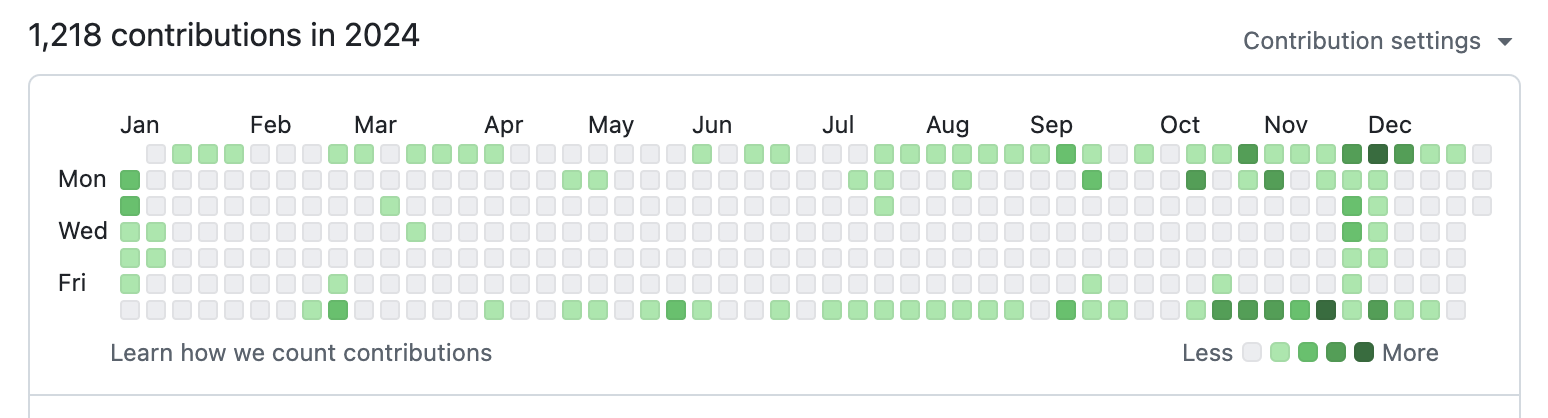 1,218 contributions in 2024
Contribution settings
Jan Feb Mar Apr May Jun Jul Aug Sep Oct Nov Dec
Mon
Wed
Fri
Learn how we count contributions
Less More